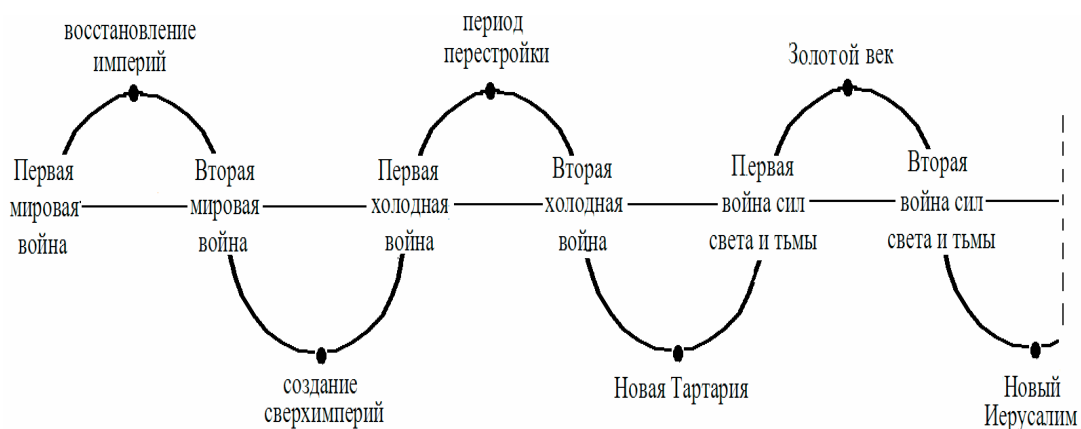 восстановление
империй
период
перестройки
Золотой век
Первая
мировая
война
Вторая
мировая
война
Первая
холодная
война
Вторая
холодная
война
Первая
война сил
света и тьмы
Вторая
война сил
света и тьмы
создание
сверхимперий
Новая Тартария
Новый
Иерусалим